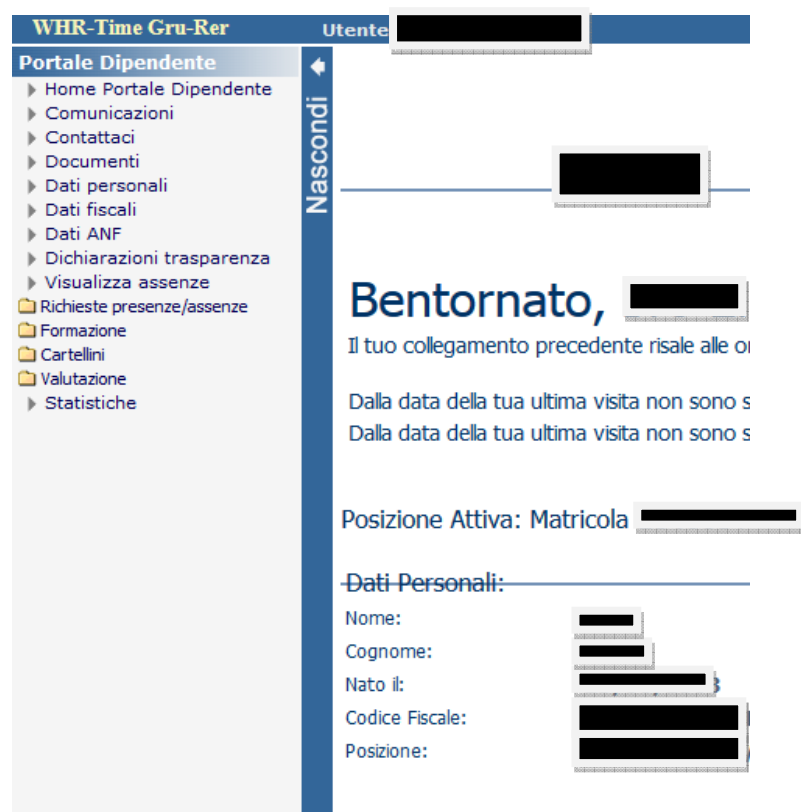 WHR-Time Gru-Rer
Utente
Portale Dipendente
Home Portale Dipendente
Comunicazioni
Contattaci
Documenti
Dati personali
Dati fiscali
Dati ANF
Dichiarazioni trasparenza
Visualizza assenze
Richieste presenze/assenze
Formazione
Cartellini
Valutazione
Statistiche
Nascondi
Bentornato,
Il tuo collegamento precedente risale alle
Dalla data della tua ultima visita non sono
Dalla data della tua ultima visita non sono
Posizione Attiva: Matricola
Dati Personali:
Nome:
Cognome:
Nato il:
Codice Fiscale:
Posizione: